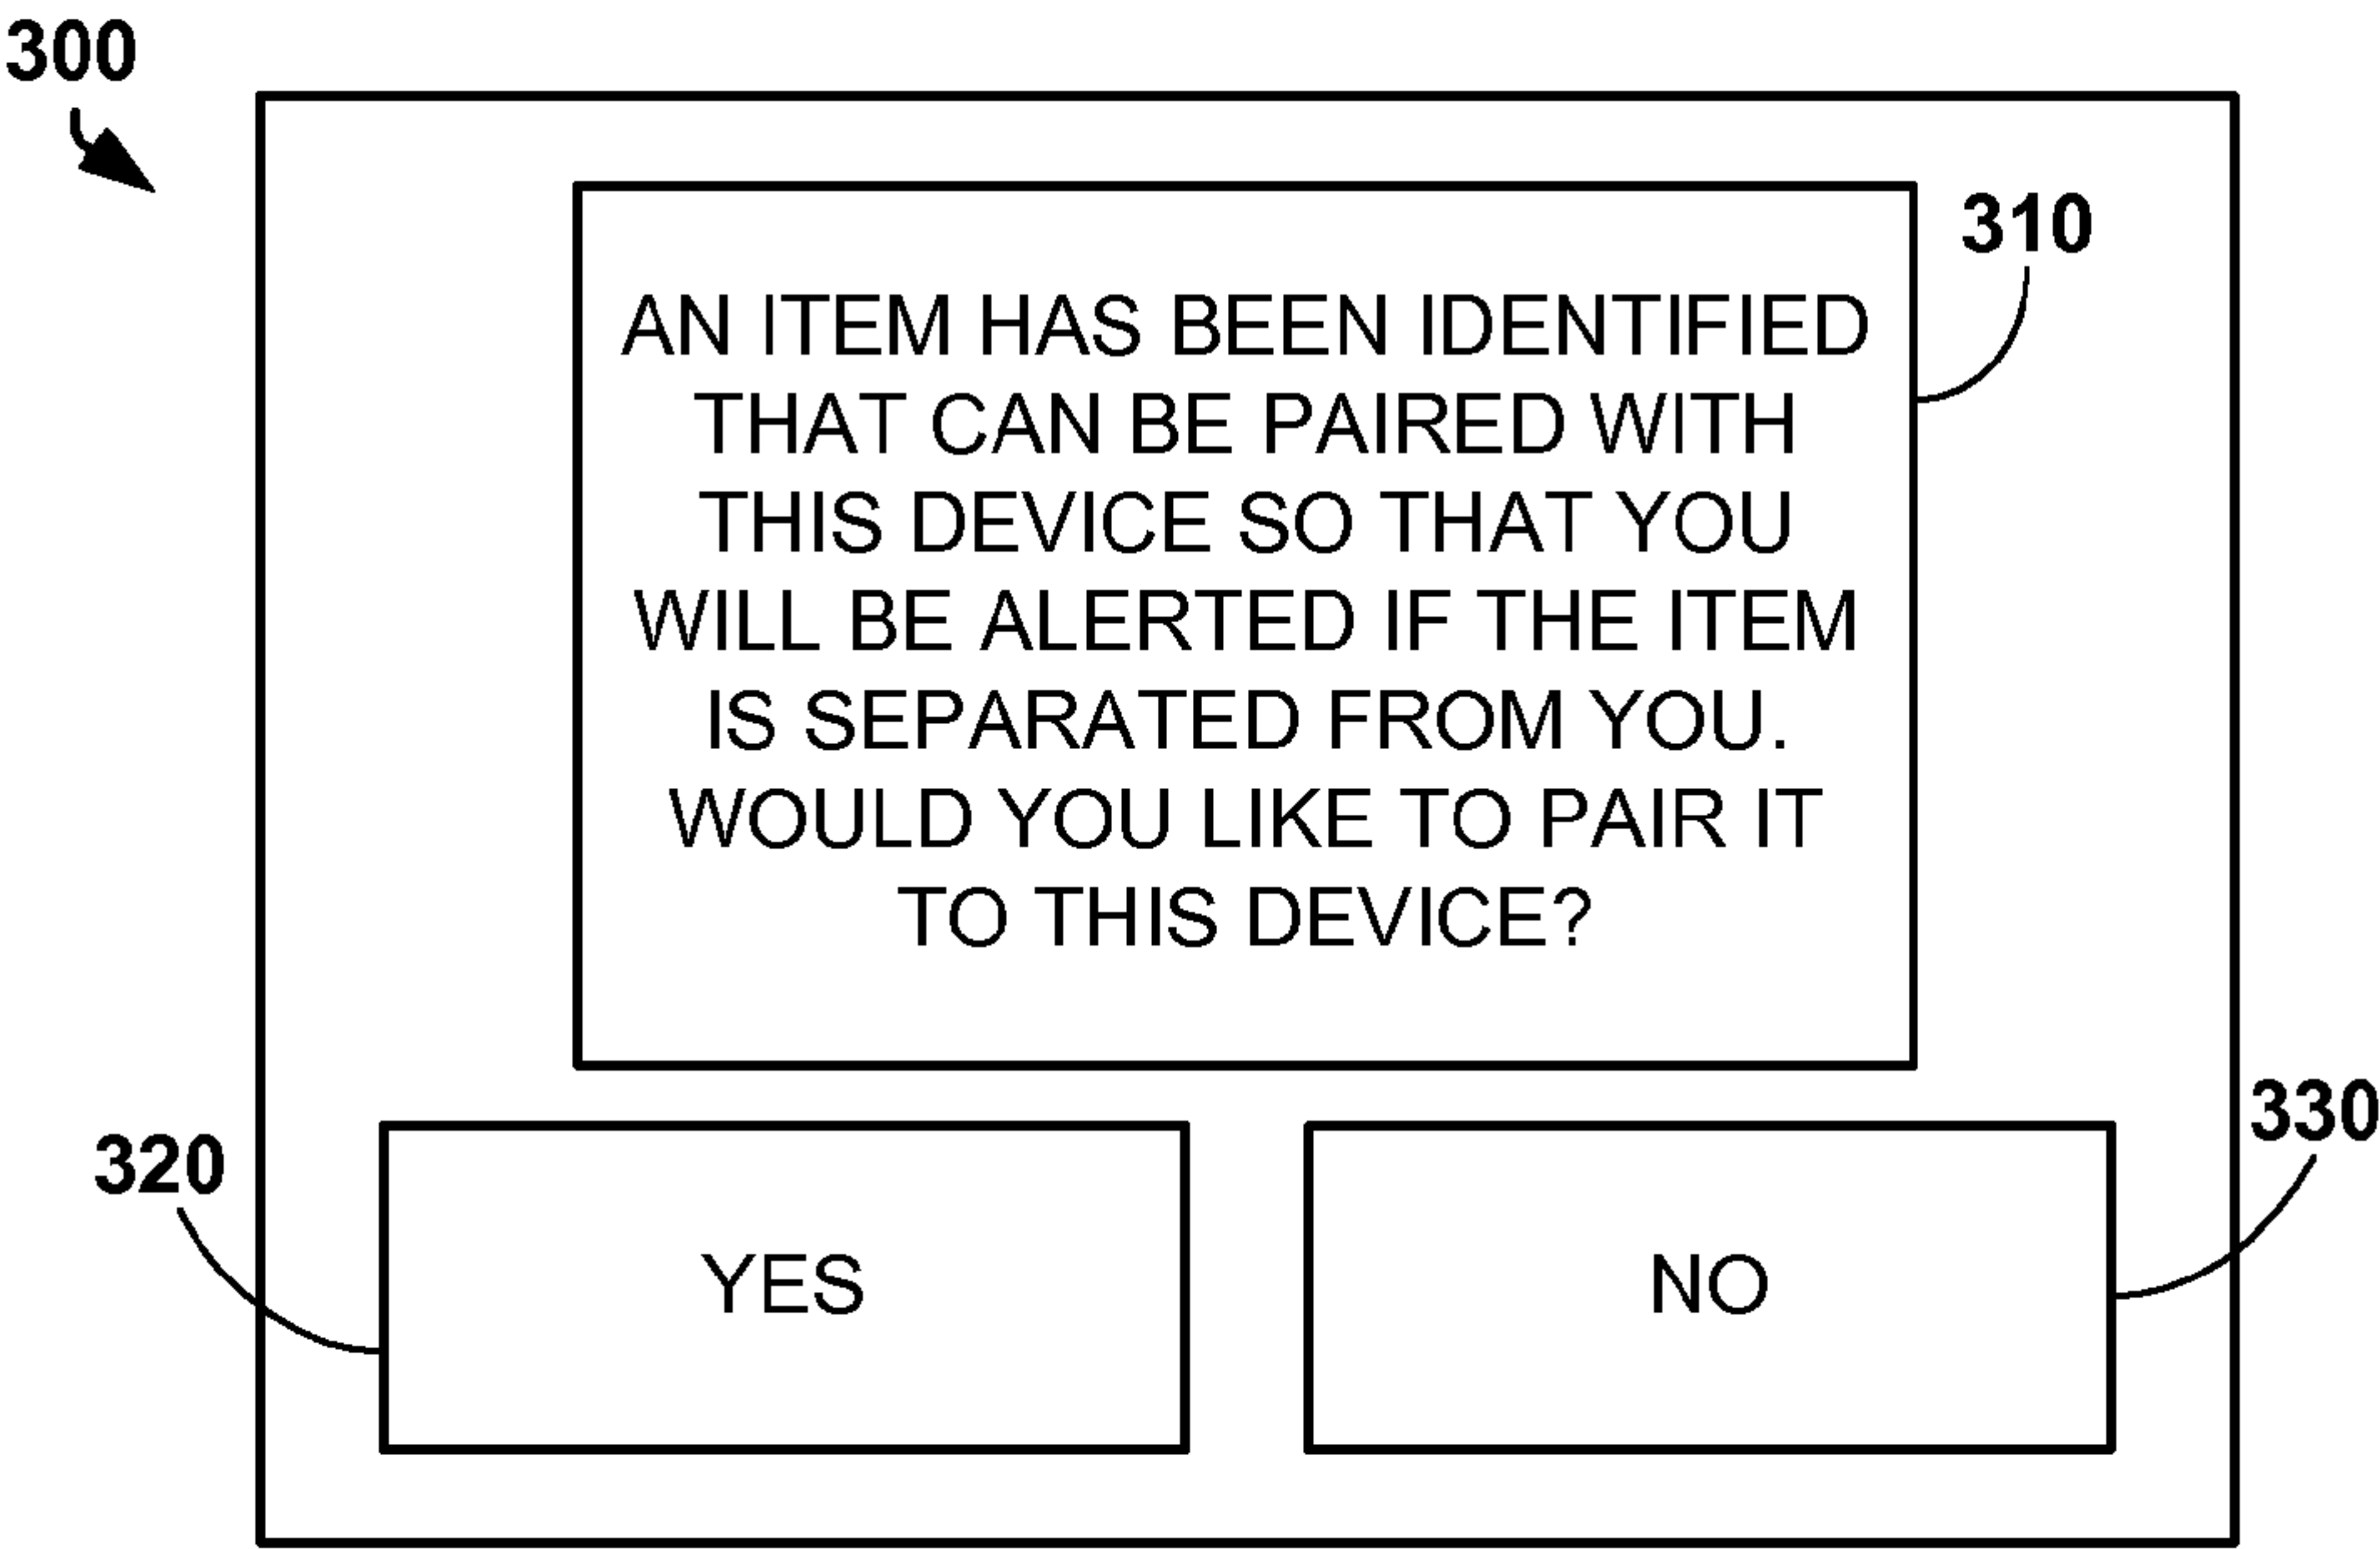 300
310
AN ITEM HAS BEEN IDENTIFIED
THAT CAN BE PAIRED WITH
THIS DEVICE SO THAT YOU
WILL BE ALERTED IF THE ITEM
IS SEPARATED FROM YOU.
WOULD YOU LIKE TO PAIR IT
TO THIS DEVICE?
320
330
YES
NO